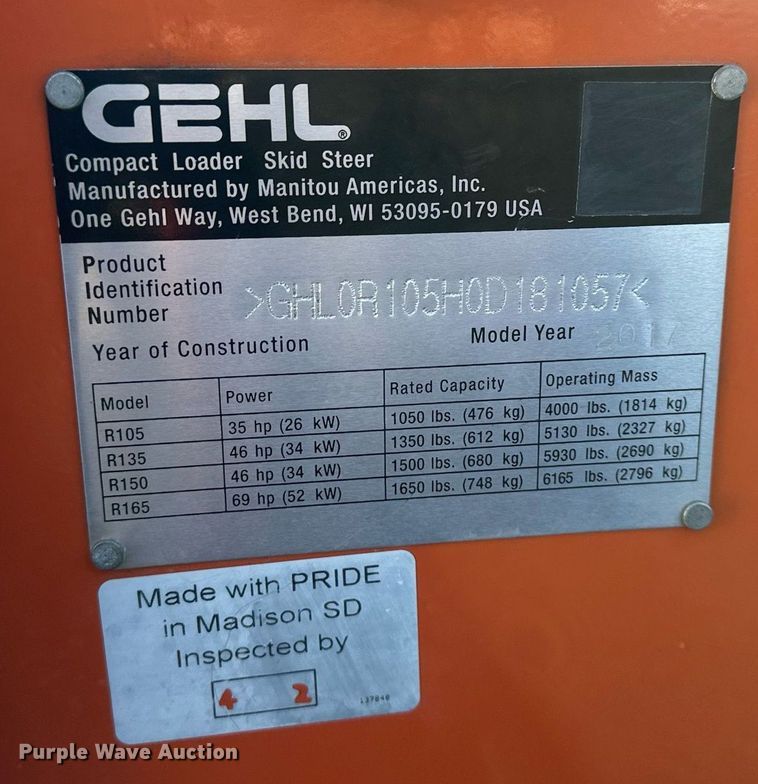 GEHL®
Compact Loader Skid Steer
Manufactured by Manitou Americas, Inc.
One Gehl Way, West Bend, WI 53095-0179 USA
Product
Identification
Number
>GHL0R105H0D181057<
Year of Construction
Model Year 2017
Model Power Rated Capacity Operating Mass
R105 35 hp (26 kW) 1050 lbs. (476 kg) 4000 lbs. (1814 kg)
R135 46 hp (34 kW) 1350 lbs. (612 kg) 5130 lbs. (2327 kg)
R150 46 hp (34 kW) 1500 lbs. (680 kg) 5930 lbs. (2690 kg)
R165 69 hp (52 kW) 1650 lbs. (748 kg) 6165 lbs. (2796 kg)
Made with PRIDE
in Madison SD
Inspected by
4 2
137840
Purple Wave Auction